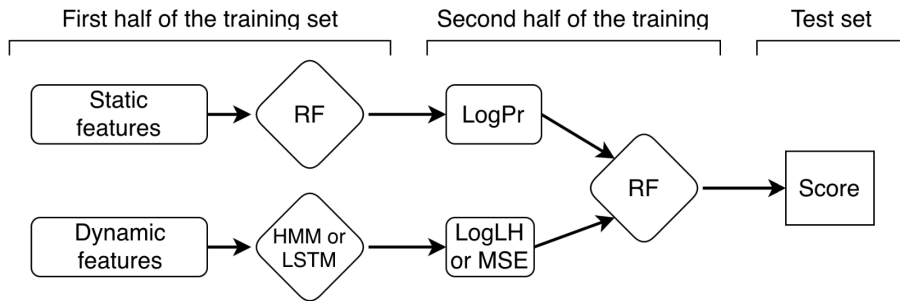 First half of the training set
Second half of the training
Test set
Static
features
RF
LogPr
RF
Score
Dynamic
features
HMM or
LSTM
LogLH
or MSE